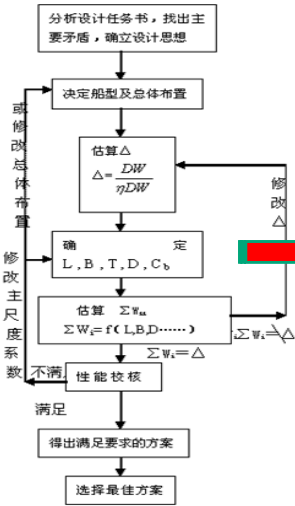 分析设计任务书，找出主
要矛盾，确立设计思想
决定船型及总体布置
估算△
△=DW/ηDW
确 定
L,B,T,D,Cb
估算 ΣWu
ΣWi=f(L,B,D……)
ΣWi=△
iΣWi=\△
修改△
或修改总体布置
修改主尺度系数
不满
性能校核
满足
得出满足要求的方案
选择最佳方案